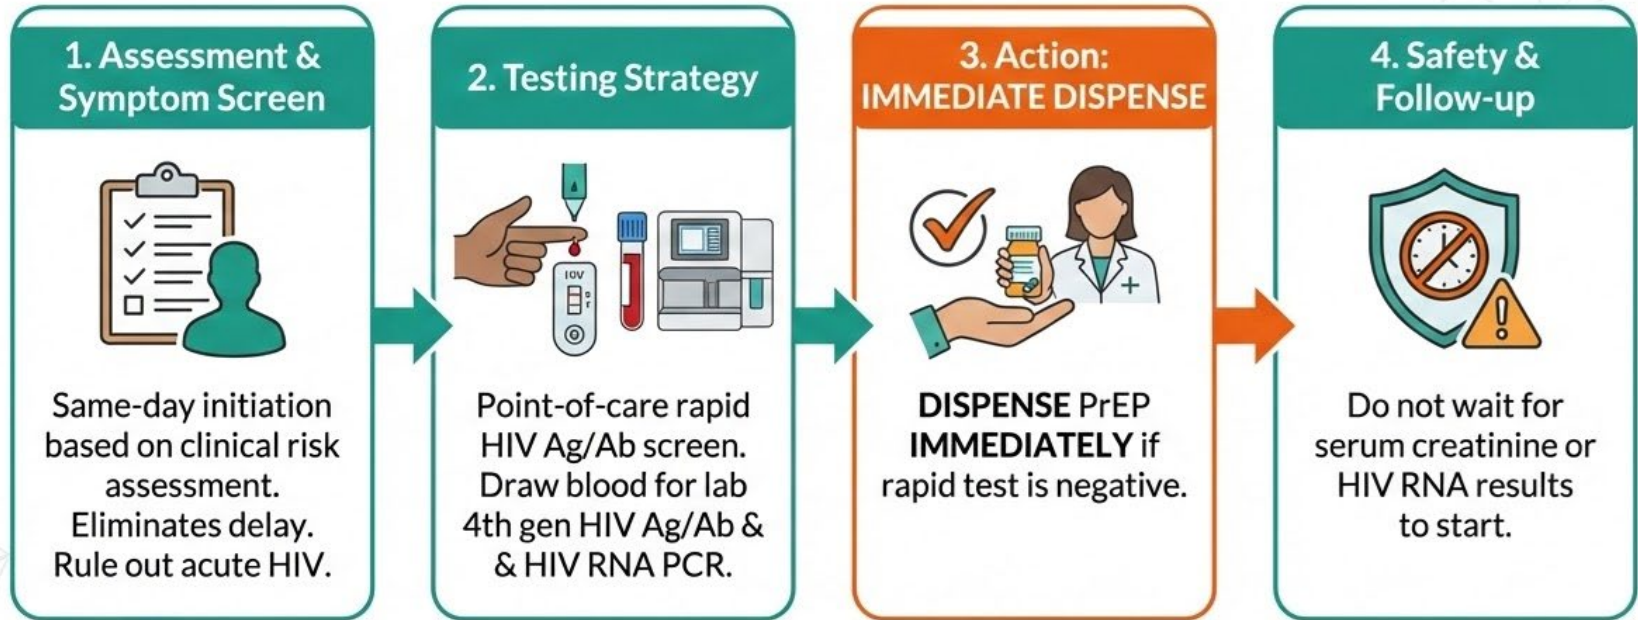 1. Assessment &
Symptom Screen
Same-day initiation
based on clinical risk
assessment.
Eliminates delay.
Rule out acute HIV.
2. Testing Strategy
IOV
Point-of-care rapid
HIV Ag/Ab screen.
Draw blood for lab
4th gen HIV Ag/Ab &
& HIV RNA PCR.
3. Action:
IMMEDIATE DISPENSE
DISPENSE PrEP
IMMEDIATELY if
rapid test is negative.
4. Safety &
Follow-up
Do not wait for
serum creatinine or
HIV RNA results
to start.